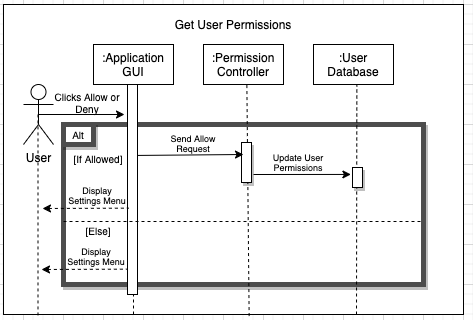 Get User Permissions
:Application
GUI
:Permission
Controller
:User
Database
Clicks Allow or
Deny
User
Alt
[If Allowed]
Send Allow
Request
Update User
Permissions
Display
Settings Menu
[Else]
Display
Settings Menu